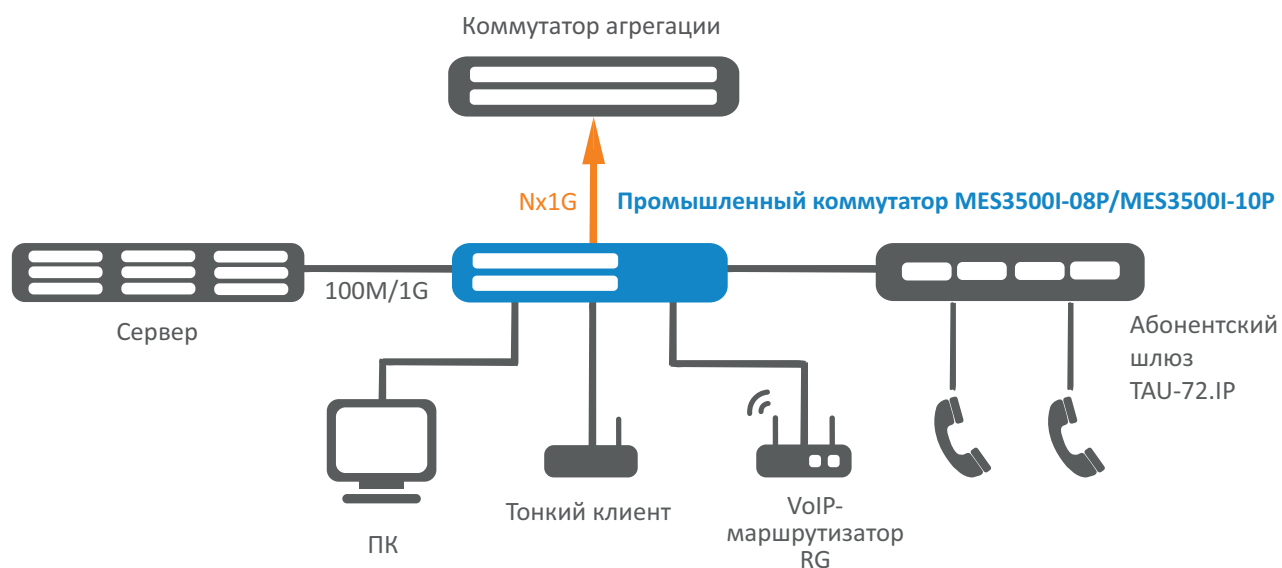 Коммутатор агрегации
Nx1G
Промышленный коммутатор MES3500I-08P/MES3500I-10P
100M/1G
Сервер
Абонентский
шлюз
TAU-72.IP
ПК
Тонкий клиент
VoIP-
маршрутизатор
RG